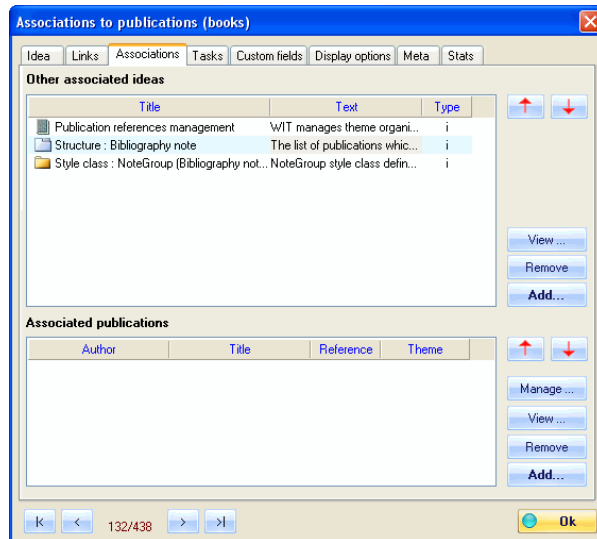 Associations to publications (books)
Idea Links Associations Tasks Custom fields Display options Meta Stats
Other associated ideas
Title Text Type
Publication references management WIT manages theme organi... i
Structure : Bibliography note The list of publications whic... i
Style class : NoteGroup (Bibliography not... NoteGroup style class defin... i
View ...
Remove
Add...
Associated publications
Author Title Reference Theme
Manage ...
View ...
Remove
Add...
132/438
Ok